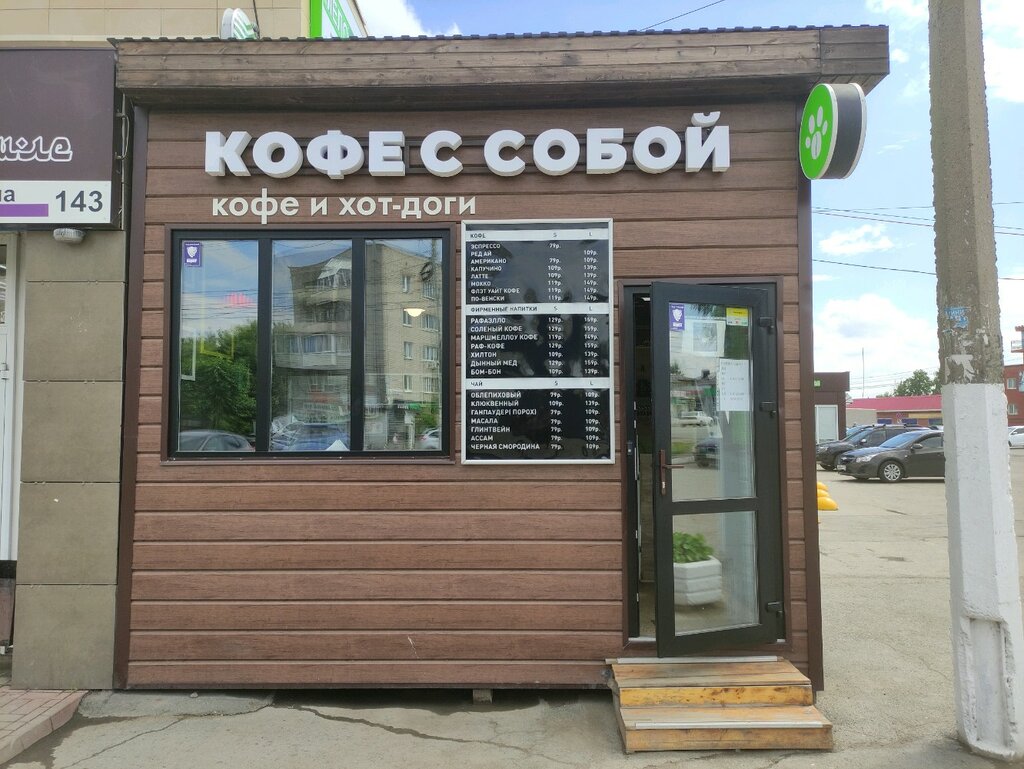 КОФЕ С СОБОЙ
кофе и хот-доги
143
КОФЕ S L
ЭСПРЕССО 79р.
РЕД АЙ 109р.
АМЕРИКАНО 79р. 109р.
КАПУЧИНО 109р. 139р.
ЛАТТЕ 109р. 139р.
МОККО 119р. 149р.
ФЛЭТ УАЙТ КОФЕ 119р. 149р.
ПО-ВЕНСКИ 119р. 149р.
ФИРМЕННЫЕ НАПИТКИ S L
РАФАЭЛЛО 129р. 159р.
СОЛЕНЫЙ КОФЕ 129р. 159р.
МАРШМЕЛЛОУ КОФЕ 119р. 149р.
РАФ-КОФЕ 129р. 159р.
ХИЛТОН 109р. 139р.
ДЫННЫЙ МЕД 129р. 159р.
БОМ-БОН 109р. 139р.
ЧАЙ S L
ОБЛЕПИХОВЫЙ 79р. 109р.
КЛЮКВЕННЫЙ 109р. 139р.
ГАНПАУДЕР( ПОРОХ) 79р. 109р.
МАСАЛА 79р. 109р.
ГЛИНТВЕЙН 79р. 109р.
АССАМ 79р. 109р.
ЧЕРНАЯ СМОРОДИНА 79р. 109р.